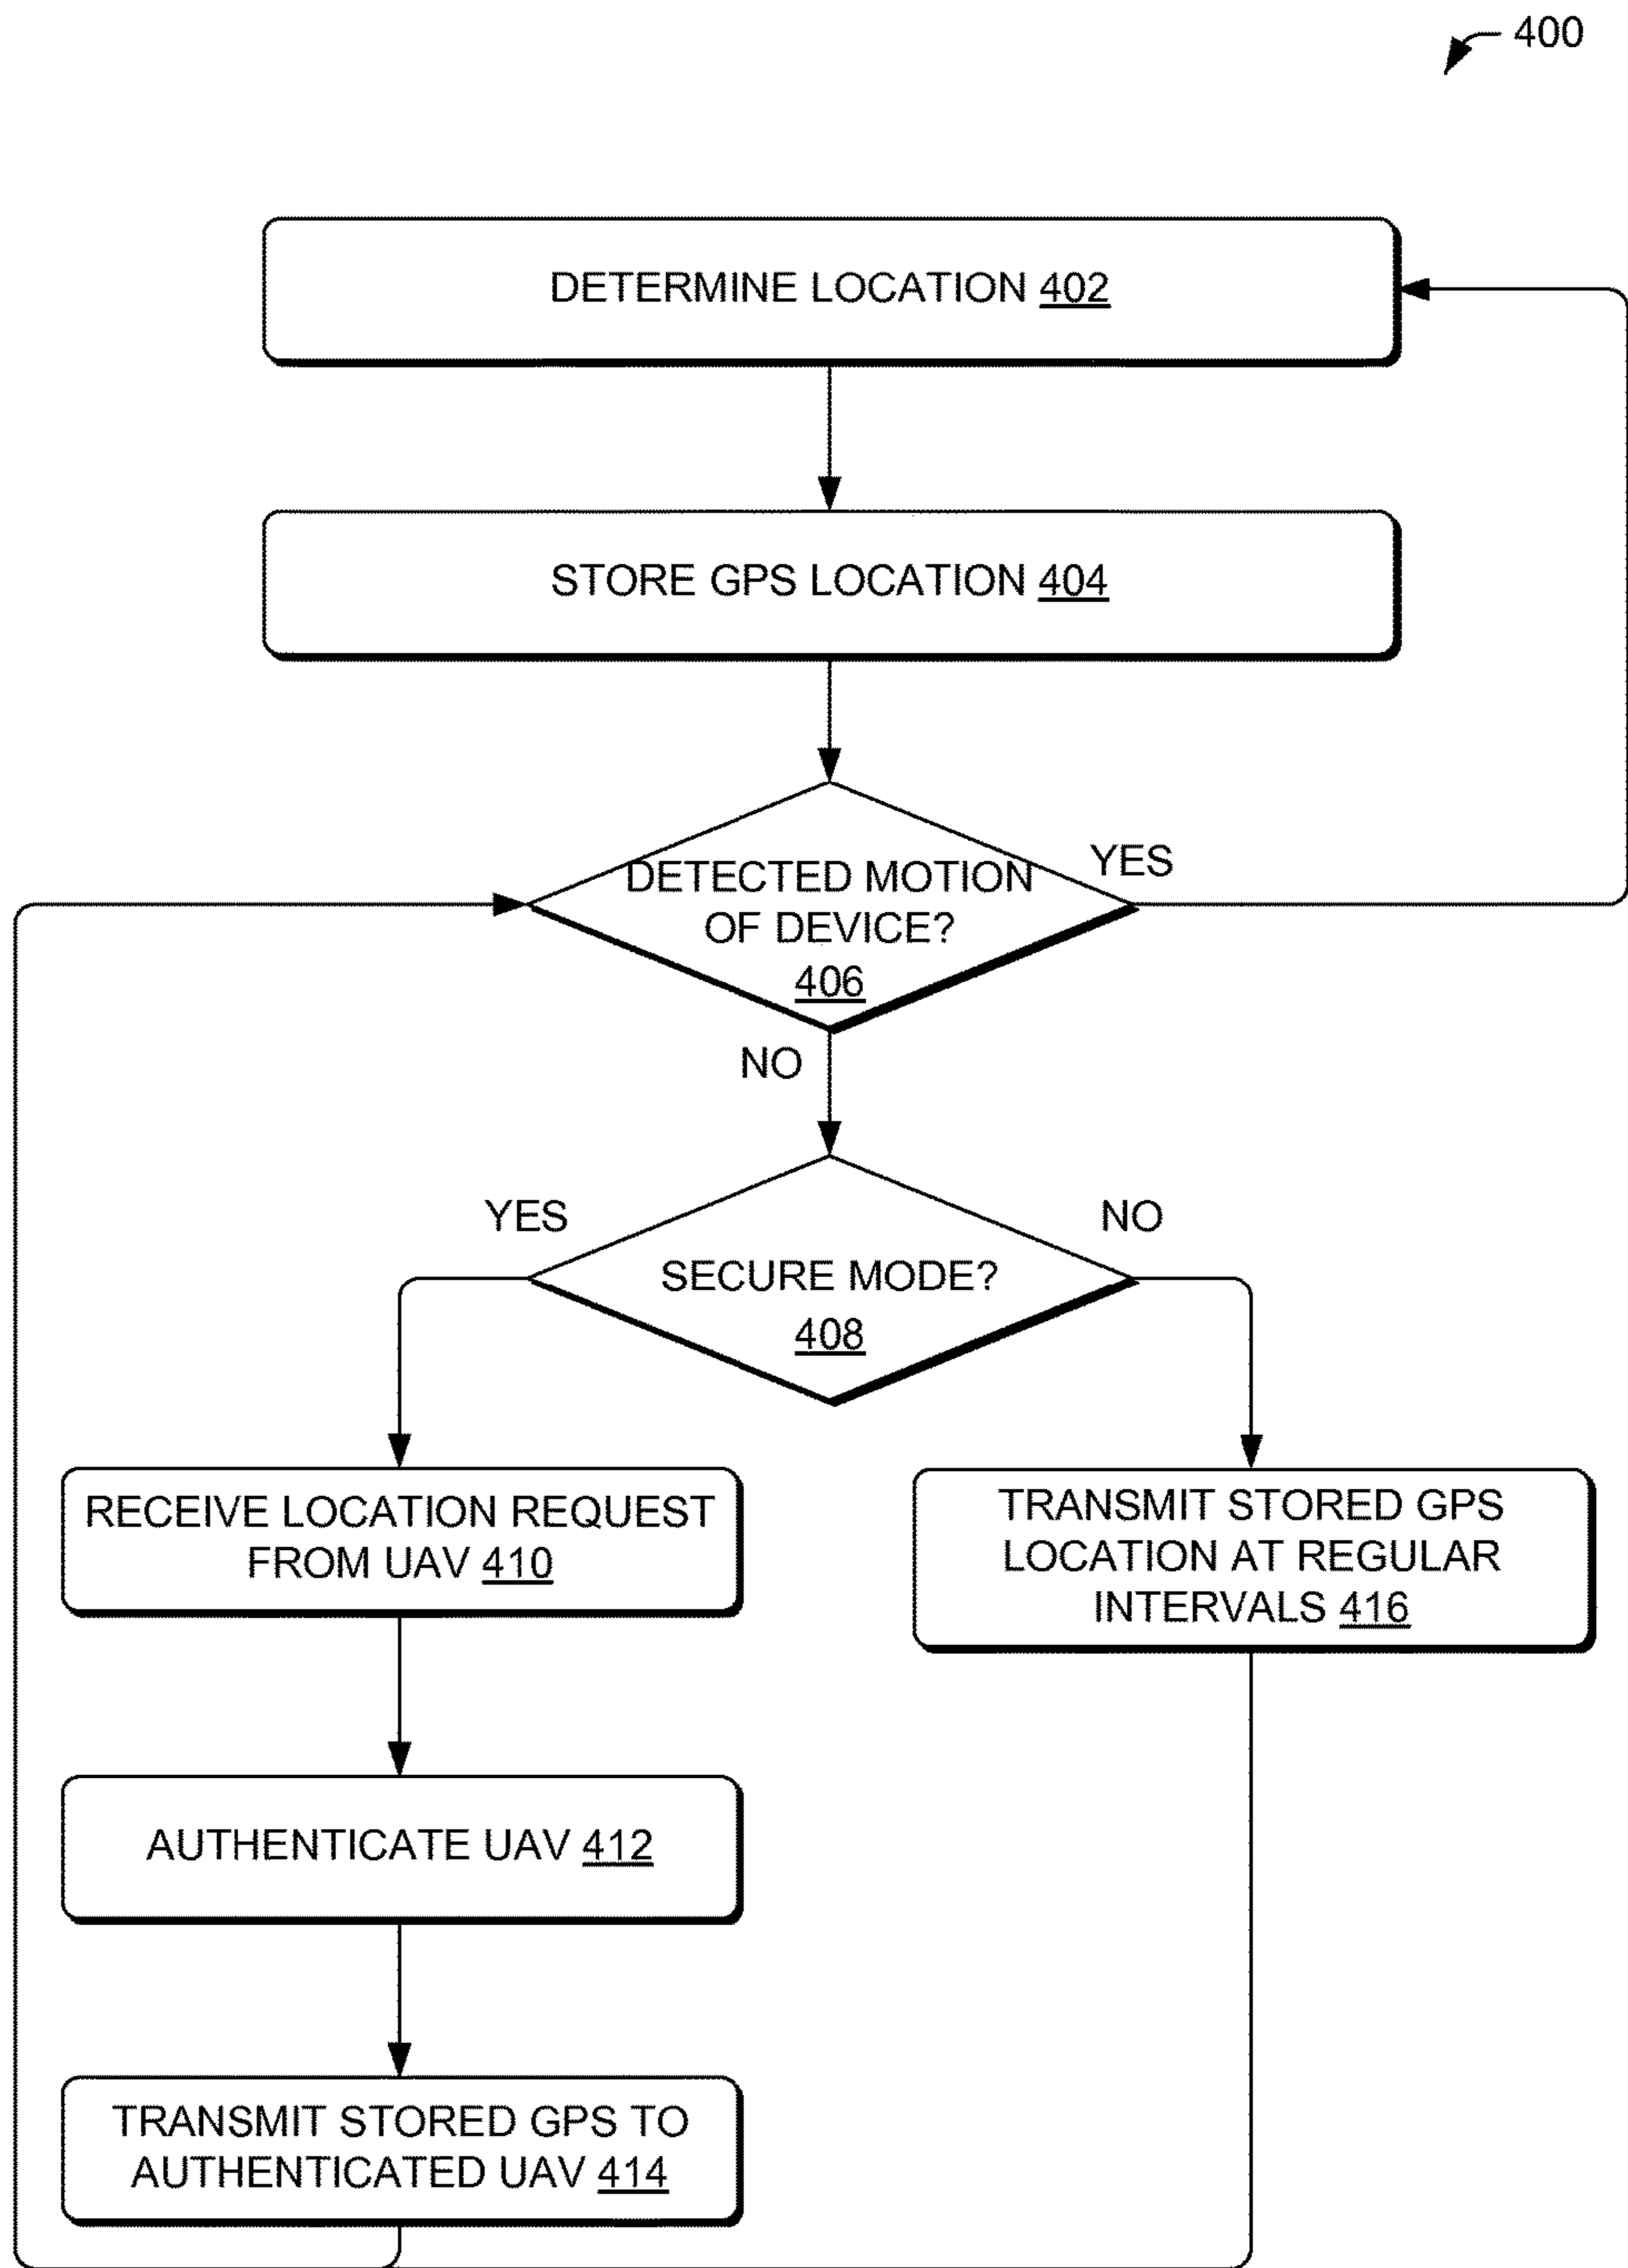 400
DETERMINE LOCATION 402
STORE GPS LOCATION 404
DETECTED MOTION
OF DEVICE?
406
YES
NO
SECURE MODE?
408
YES
NO
RECEIVE LOCATION REQUEST
FROM UAV 410
TRANSMIT STORED GPS
LOCATION AT REGULAR
INTERVALS 416
AUTHENTICATE UAV 412
TRANSMIT STORED GPS TO
AUTHENTICATED UAV 414